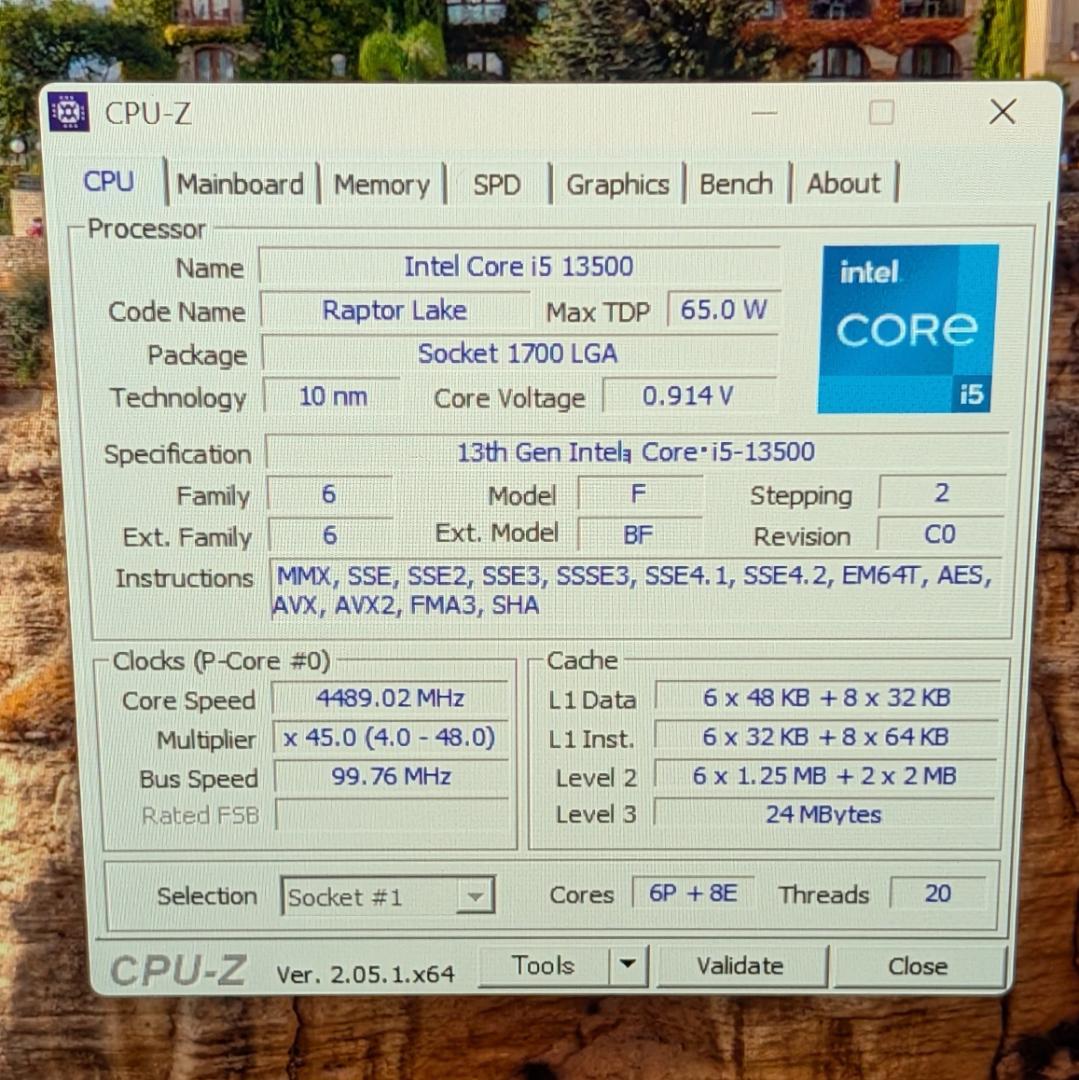 CPU-Z
CPU Mainboard Memory SPD Graphics Bench About
Processor
Name Intel Core i5 13500
Code Name Raptor Lake Max TDP 65.0 W
Package Socket 1700 LGA
Technology 10 nm Core Voltage 0.914 V
intel
CORE
i5
Specification 13th Gen Intel Core i5-13500
Family 6 Model F Stepping 2
Ext. Family 6 Ext. Model BF Revision C0
Instructions MMX, SSE, SSE2, SSE3, SSSE3, SSE4.1, SSE4.2, EM64T, AES,
AVX, AVX2, FMA3, SHA
Clocks (P-Core #0)
Core Speed 4489.02 MHz
Multiplier x 45.0 (4.0 - 48.0)
Bus Speed 99.76 MHz
Rated FSB
Cache
L1 Data 6 x 48 KB + 8 x 32 KB
L1 Inst. 6 x 32 KB + 8 x 64 KB
Level 2 6 x 1.25 MB + 2 x 2 MB
Level 3 24 MBytes
Selection Socket #1 Cores 6P + 8E Threads 20
CPU-Z Ver. 2.05.1.x64 Tools Validate Close